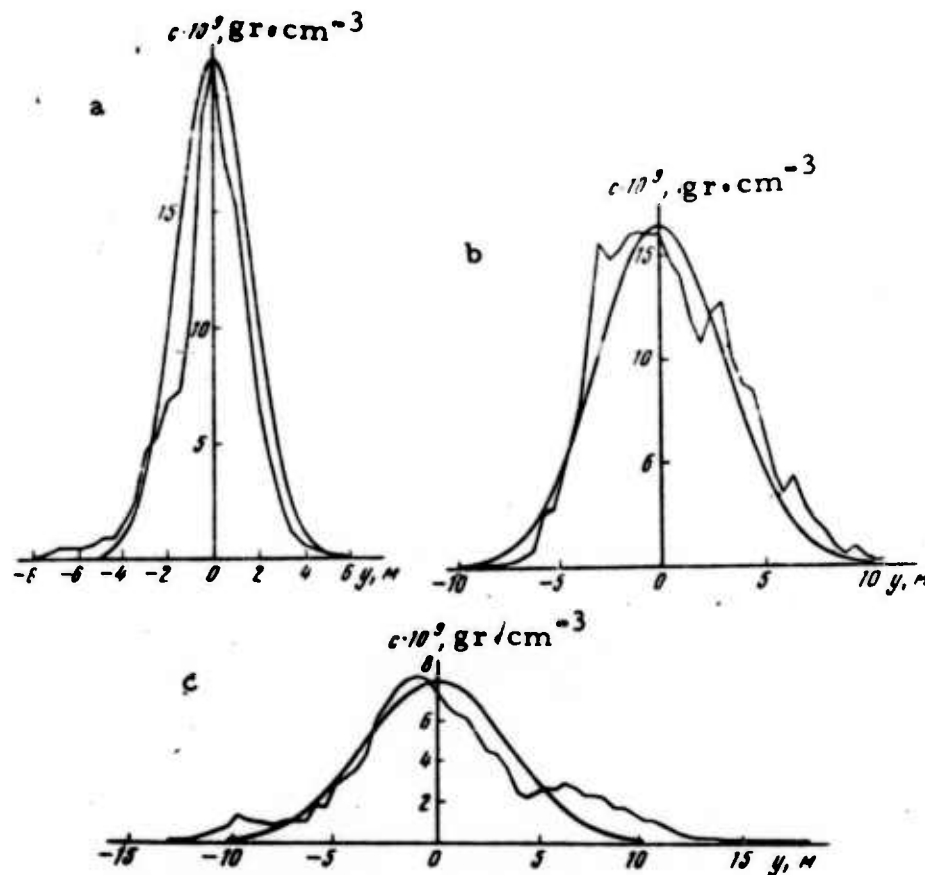 c·10⁹, gr•cm⁻³
a
15
10
5
-8 -6 -4 -2 0 2 4 6 y, м
c·10⁹, gr•cm⁻³
b
15
10
6
-10 -5 0 5 10 y, м
c·10⁹, gr/cm⁻³
c
8
6
4
2
-15 -10 -5 0 5 10 15 y, м